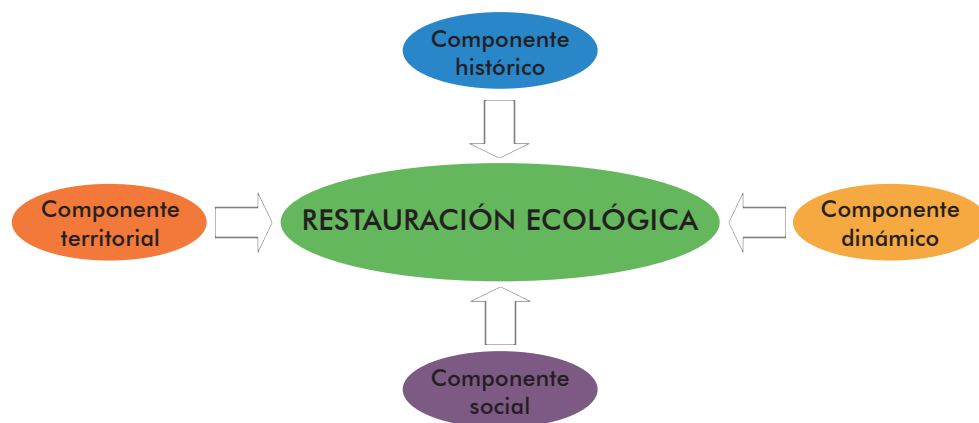 Componente
histórico
Componente
territorial
RESTAURACIÓN ECOLÓGICA
Componente
dinámico
Componente
social